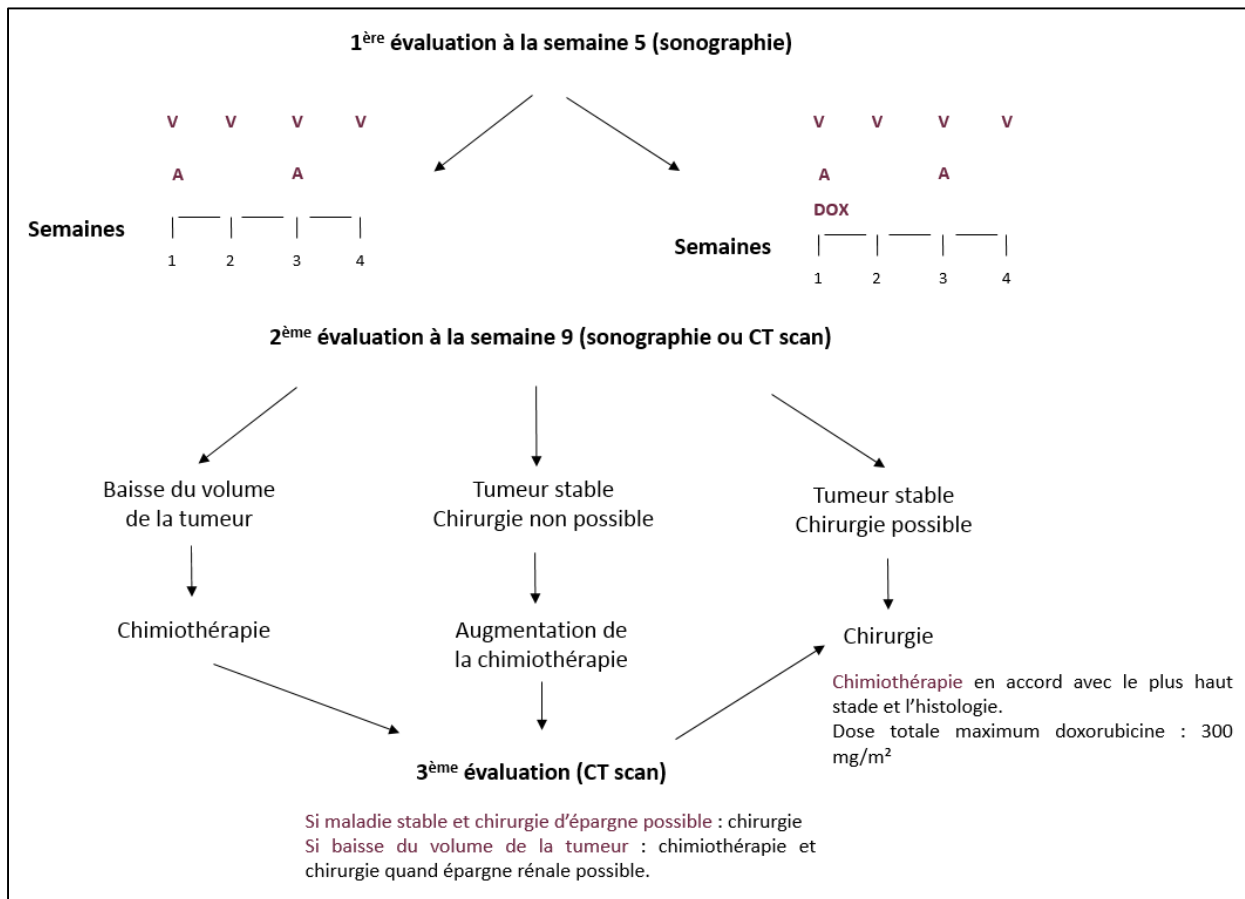 1ère évaluation à la semaine 5 (sonographie)
V V V V
A A
Semaines
1 2 3 4
V V V V
A A
DOX
Semaines
1 2 3 4
2ème évaluation à la semaine 9 (sonographie ou CT scan)
Baisse du volume
de la tumeur
Tumeur stable
Chirurgie non possible
Tumeur stable
Chirurgie possible
Chimiothérapie
Augmentation de
la chimiothérapie
Chirurgie
Chimiothérapie en accord avec le plus haut
stade et l'histologie.
Dose totale maximum doxorubicine : 300
mg/m²
3ème évaluation (CT scan)
Si maladie stable et chirurgie d'épargne possible : chirurgie
Si baisse du volume de la tumeur : chimiothérapie et
chirurgie quand épargne rénale possible.